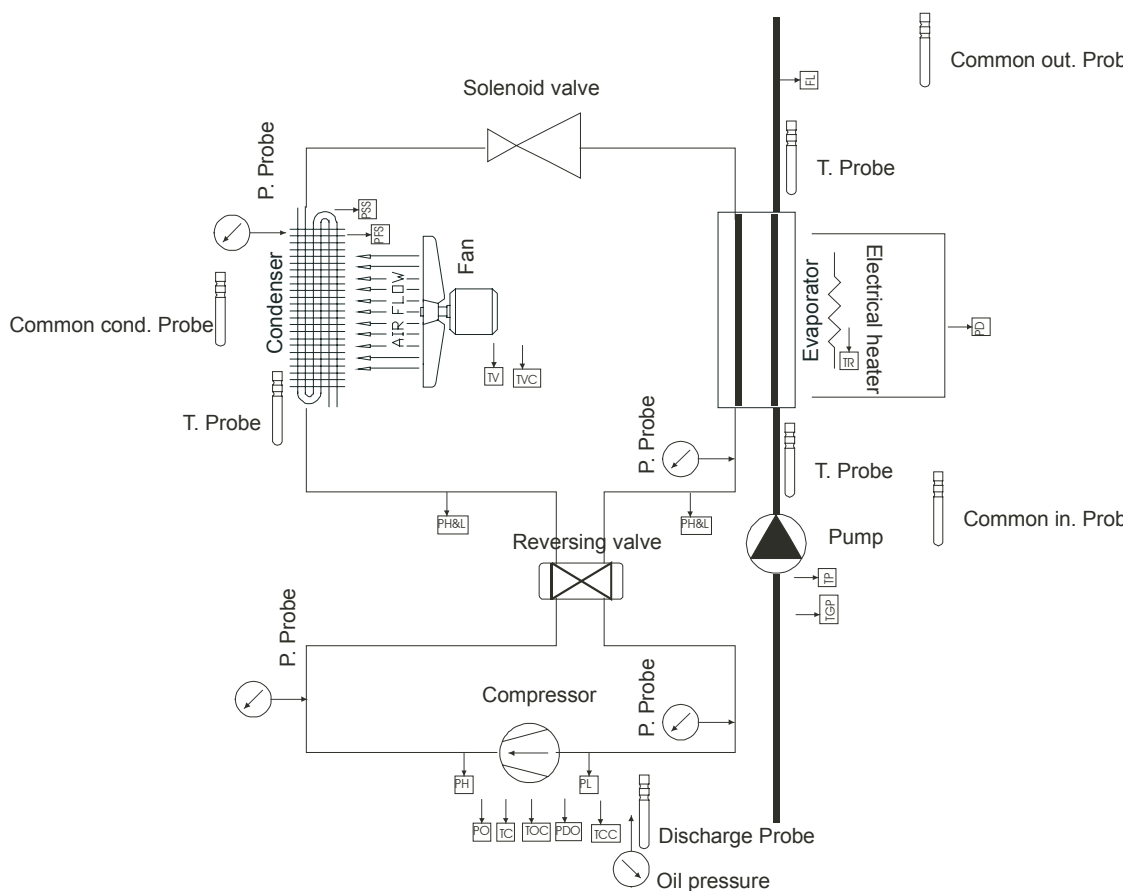 Common out. Prob
FL
Solenoid valve
P. Probe
T. Probe
PSS
PFS
Fan
Condenser
AIR FLOW
Evaporator
Electrical heater
Common cond. Probe
PD
TR
TV
TVC
T. Probe
P. Probe
T. Probe
Common in. Prob
PH&L
PH&L
Pump
Reversing valve
TP
TGP
P. Probe
Compressor
P. Probe
PH
PL
PO
TC
TOC
PDO
TCC
Discharge Probe
Oil pressure